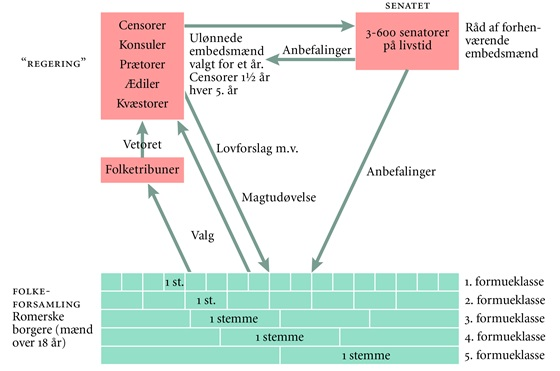 SENATET
Censorer
Konsuler
Prætorer
Ædiler
Kvæstorer
"REGERING"
Ulønnede
embedsmænd
valgt for et år.
Censorer 1½ år
hver 5. år
Anbefalinger
3-600 senatorer
på livstid
Råd af forhen-
værende
embedsmænd
Vetoret
Folketribuner
Lovforslag m.v.
Magtudøvelse
Anbefalinger
Valg
FOLKE-
FORSAMLING
Romerske
borgere (mænd
over 18 år)
1 st.
1. formueklasse
1 st.
2. formueklasse
1 stemme
3. formueklasse
1 stemme
4. formueklasse
1 stemme
5. formueklasse